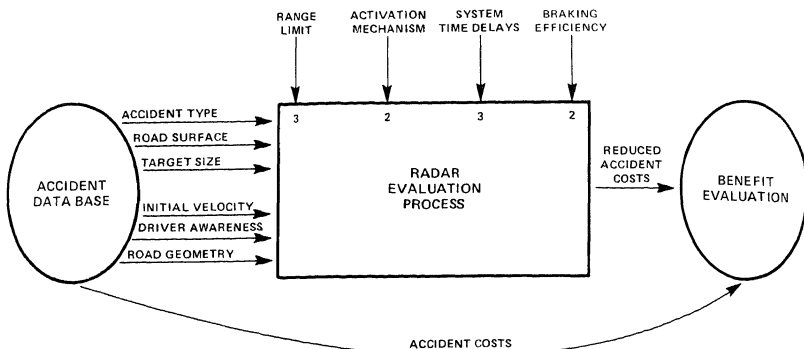 RANGE
LIMIT
ACTIVATION
MECHANISM
SYSTEM
TIME DELAYS
BRAKING
EFFICIENCY
3
2
3
2
ACCIDENT TYPE
ROAD SURFACE
TARGET SIZE
INITIAL VELOCITY
DRIVER AWARENESS
ROAD GEOMETRY
ACCIDENT
DATA BASE
RADAR
EVALUATION
PROCESS
REDUCED
ACCIDENT
COSTS
BENEFIT
EVALUATION
ACCIDENT COSTS